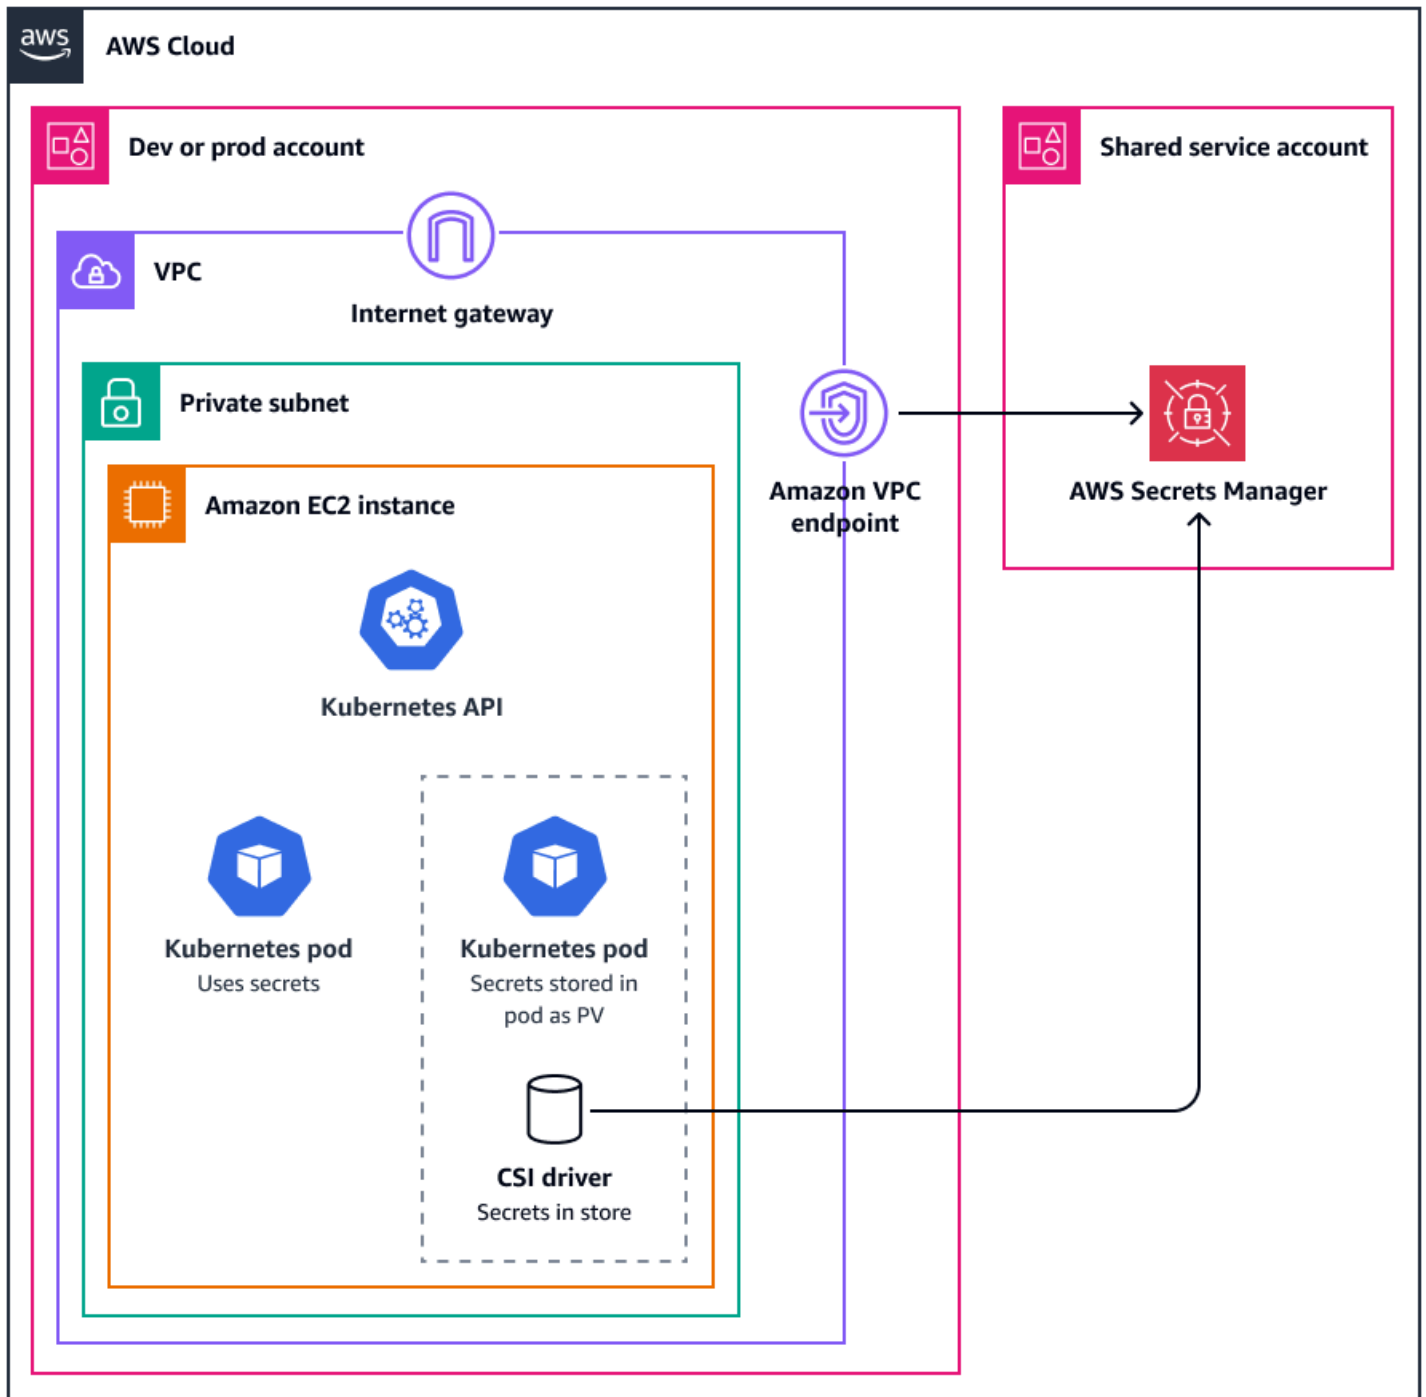 aws
AWS Cloud
Dev or prod account
Shared service account
VPC
Internet gateway
Private subnet
Amazon VPC
endpoint
AWS Secrets Manager
Amazon EC2 instance
Kubernetes API
Kubernetes pod
Uses secrets
Kubernetes pod
Secrets stored in
pod as PV
CSI driver
Secrets in store